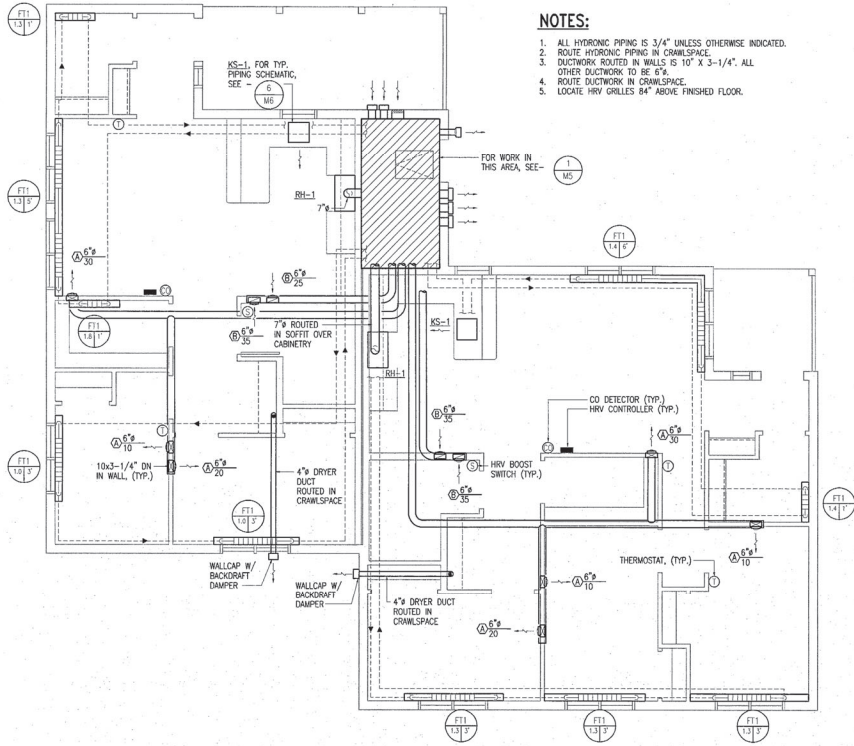 NOTES:
1. ALL HYDRONIC PIPING IS 3/4" UNLESS OTHERWISE INDICATED.
2. ROUTE HYDRONIC PIPING IN CRAWLSPACE.
3. DUCTWORK ROUTED IN WALLS IS 10" X 3-1/4". ALL
OTHER DUCTWORK TO BE 6"ø.
4. ROUTE DUCTWORK IN CRAWLSPACE.
5. LOCATE HRV GRILLES 84" ABOVE FINISHED FLOOR.
FT1
1.3 1'
KS-1, FOR TYP.
PIPING SCHEMATIC,
SEE -
6
M6
T
FOR WORK IN
THIS AREA, SEE-
1
M5
FT1
1.3 5'
RH-1
S
7"ø
FT1
1.4 6'
A 6"ø
30
B 6"ø
25
CO
S
FT1
1.8 1'
B 6"ø
35
7"ø ROUTED
IN SOFFIT OVER
CABINETRY
KS-1
S
RH-1
CO DETECTOR (TYP.)
HRV CONTROLLER (TYP.)
B 6"ø
35
A 6"ø
30
T
A 6"ø
10
CO
FT1
1.0 3'
10x3-1/4" DN
IN WALL, (TYP.)
A 6"ø
20
4"ø DRYER
DUCT
ROUTED IN
CRAWLSPACE
S
HRV BOOST
SWITCH (TYP.)
T
B 6"ø
35
FT1
1.4 1'
FT1
1.0 3'
A 6"ø
10
WALLCAP W/
BACKDRAFT
DAMPER
WALLCAP W/
BACKDRAFT
DAMPER
4"ø DRYER DUCT
ROUTED IN
CRAWLSPACE
A 6"ø
10
THERMOSTAT, (TYP.)
T
A 6"ø
20
FT1
1.3 3'
FT1
1.3 3'
FT1
1.3 3'